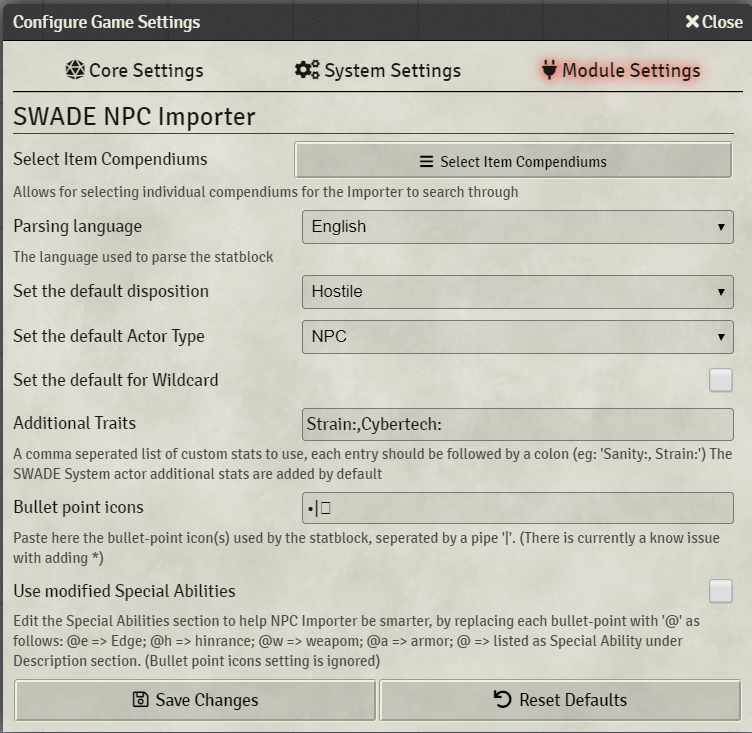 Configure Game Settings
Close
Core Settings
System Settings
Module Settings
SWADE NPC Importer
Select Item Compendiums
Select Item Compendiums
Allows for selecting individual compendiums for the Importer to search through
Parsing language
English
The language used to parse the statblock
Set the default disposition
Hostile
Set the default Actor Type
NPC
Set the default for Wildcard
Additional Traits
Strain:,Cybertech:
A comma seperated list of custom stats to use, each entry should be followed by a colon (eg: 'Sanity:, Strain:') The
SWADE System actor additional stats are added by default
Bullet point icons
•|▯
Paste here the bullet-point icon(s) used by the statblock, seperated by a pipe '|'. (There is currently a know issue
with adding *)
Use modified Special Abilities
Edit the Special Abilities section to help NPC Importer be smarter, by replacing each bullet-point with '@' as
follows: @e => Edge; @h => hinrance; @w => weapom; @a => armor; @ => listed as Special Ability under
Description section. (Bullet point icons setting is ignored)
Save Changes
Reset Defaults